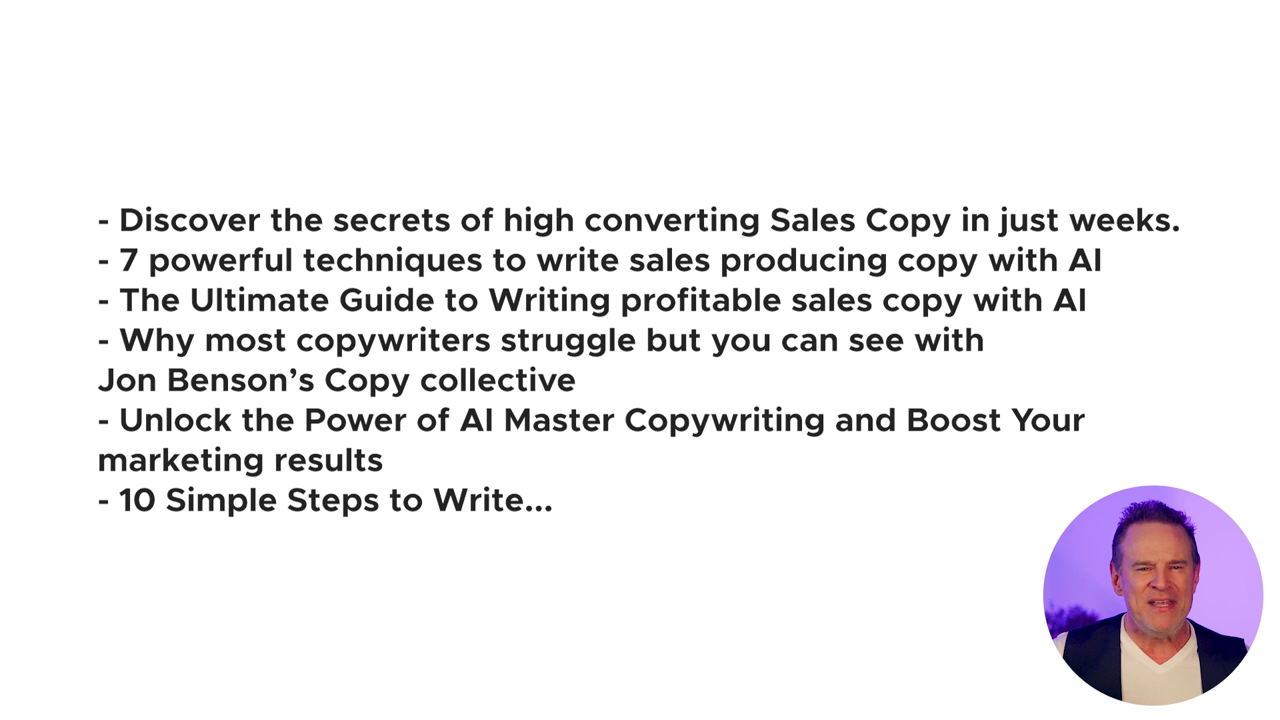 - Discover the secrets of high converting Sales Copy in just weeks.
- 7 powerful techniques to write sales producing copy with AI
- The Ultimate Guide to Writing profitable sales copy with AI
- Why most copywriters struggle but you can see with
Jon Benson’s Copy collective
- Unlock the Power of AI Master Copywriting and Boost Your
marketing results
- 10 Simple Steps to Write...